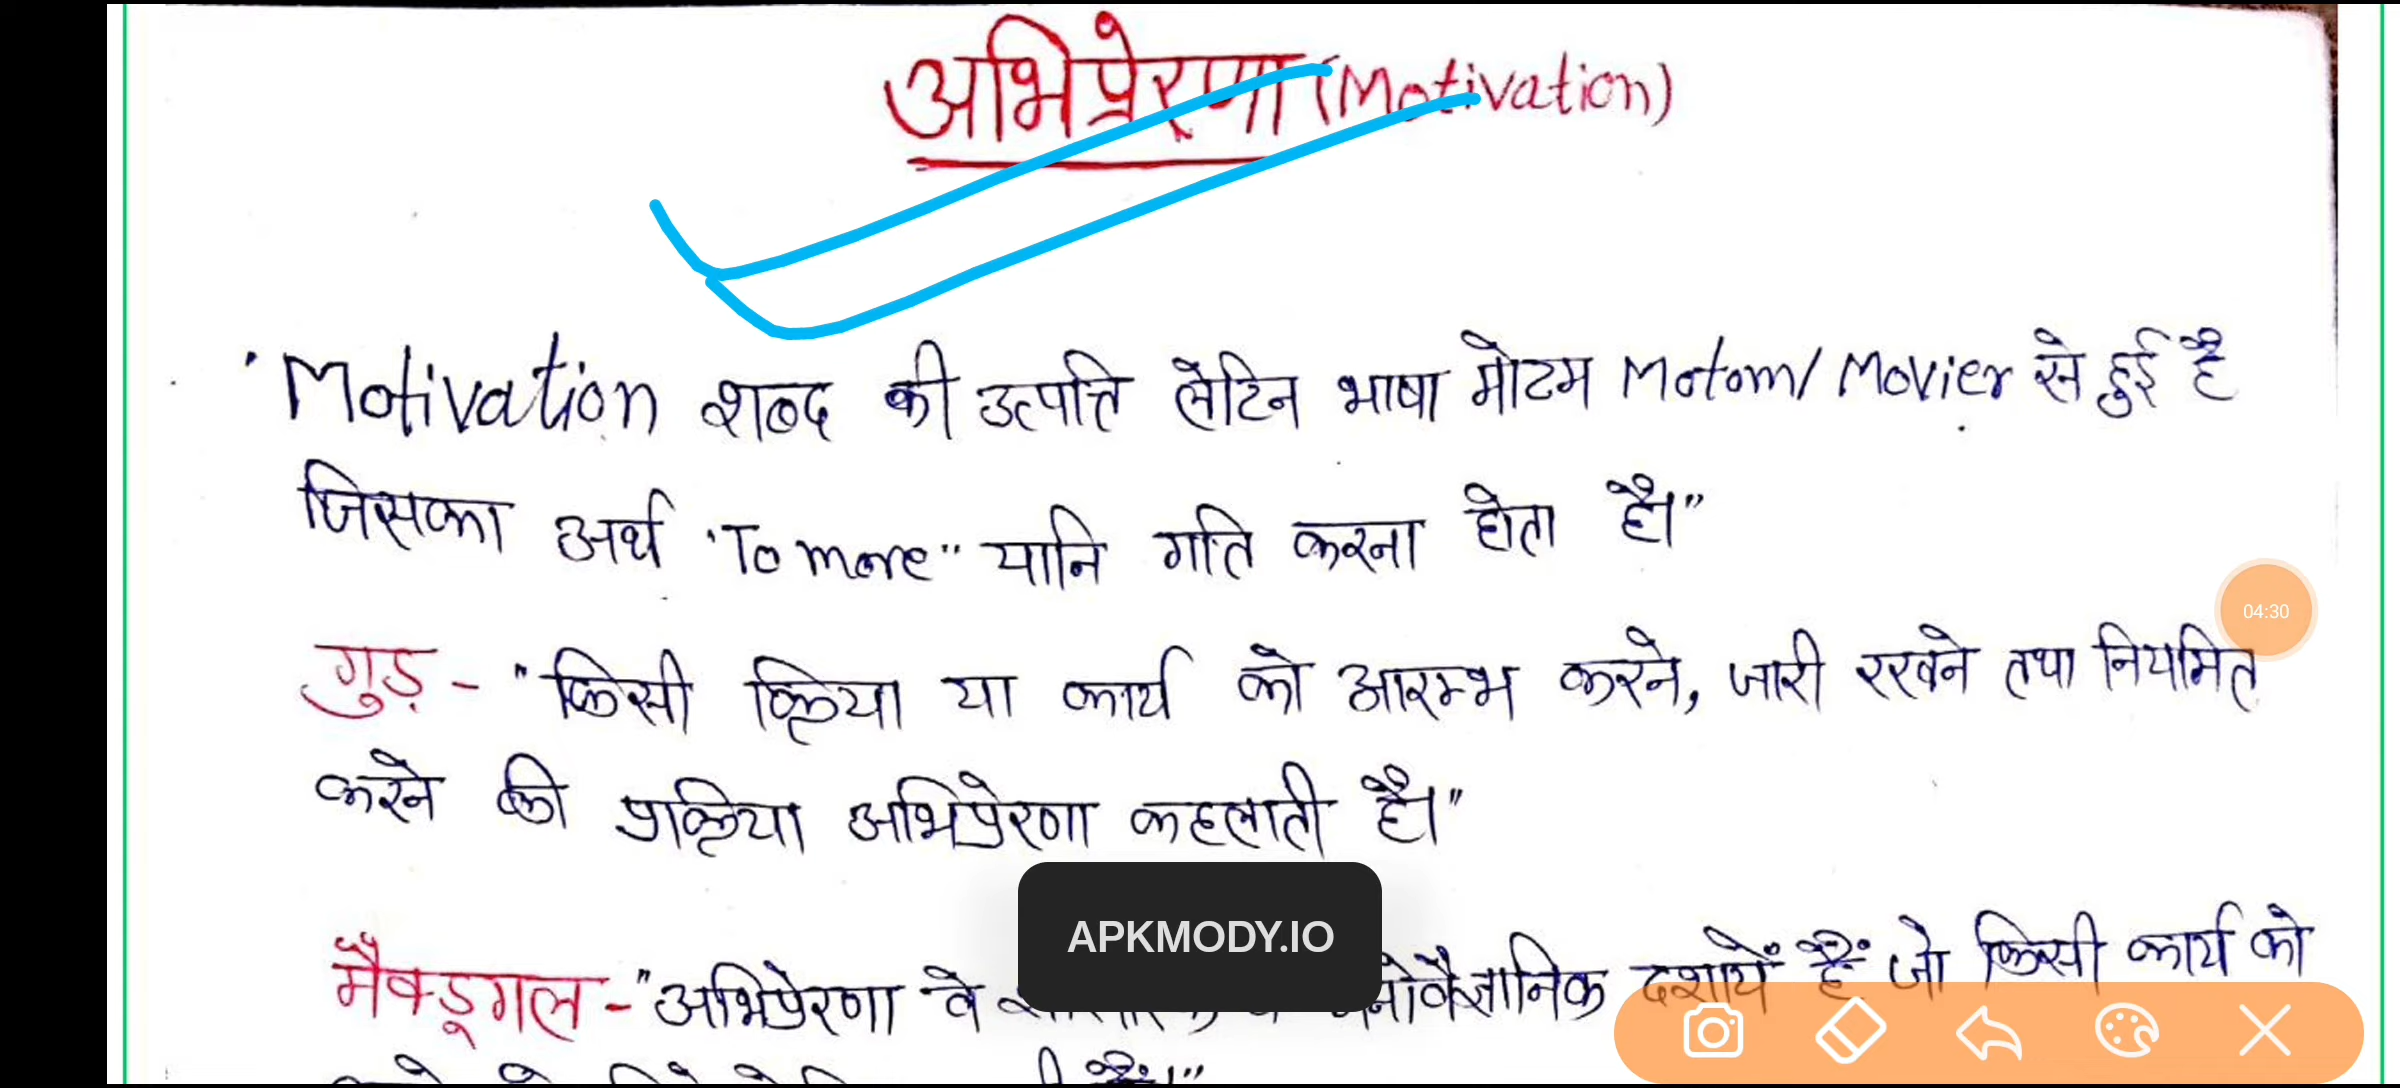 अभिप्रेरणा (Motivation)
'Motivation शब्द की उत्पत्ति लेटिन भाषा मोटम Motom/Movier से हुई है
जिसका अर्थ "To move" यानि गति करना होता है।"
04:30
गुड़ - "किसी क्रिया या कार्य को आरम्भ करने, जारी रखने तथा नियमित
करने की प्रक्रिया अभिप्रेरणा कहलाती है।"
APKMODY.IO
मैक्डूगल - "अभिप्रेरणा वे मनोवैज्ञानिक दशायें हैं जो किसी कार्य को